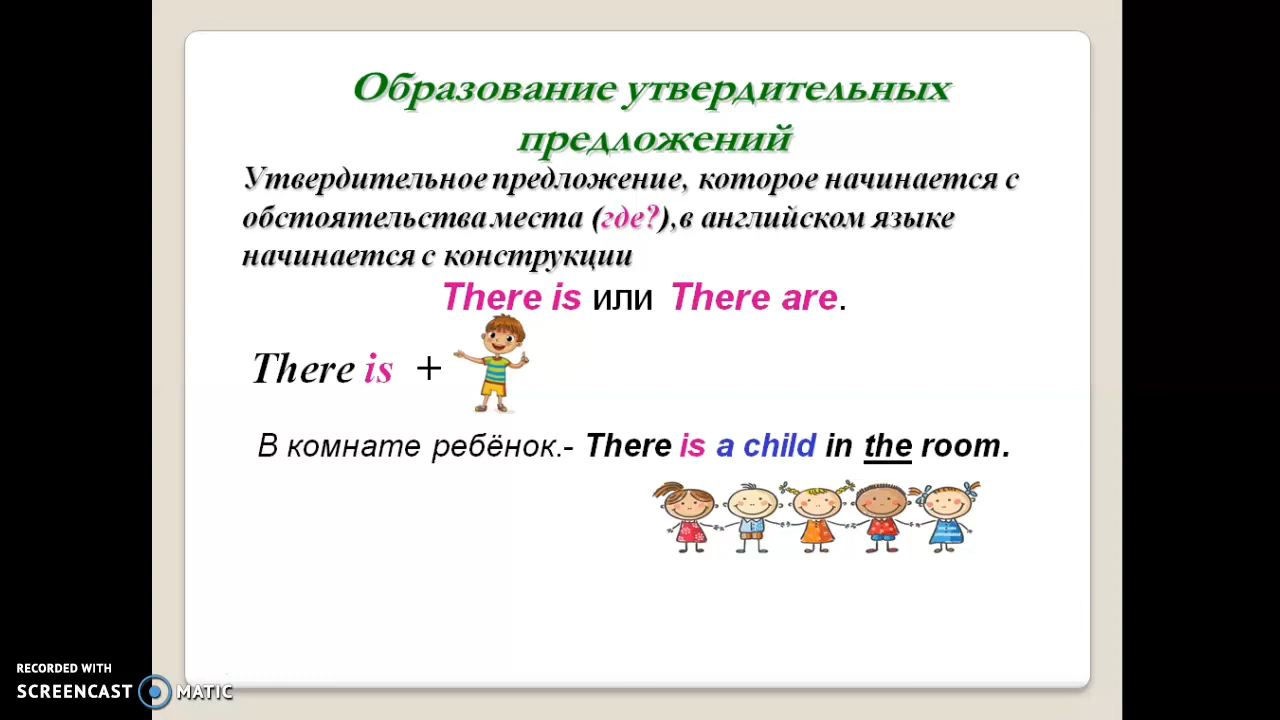 Образование утвердительных
предложений
Утвердительное предложение, которое начинается с
обстоятельства места (где?),в английском языке
начинается с конструкции
There is или There are.
There is +
В комнате ребёнок.- There is a child in the room.
RECORDED WITH
SCREENCAST MATIC